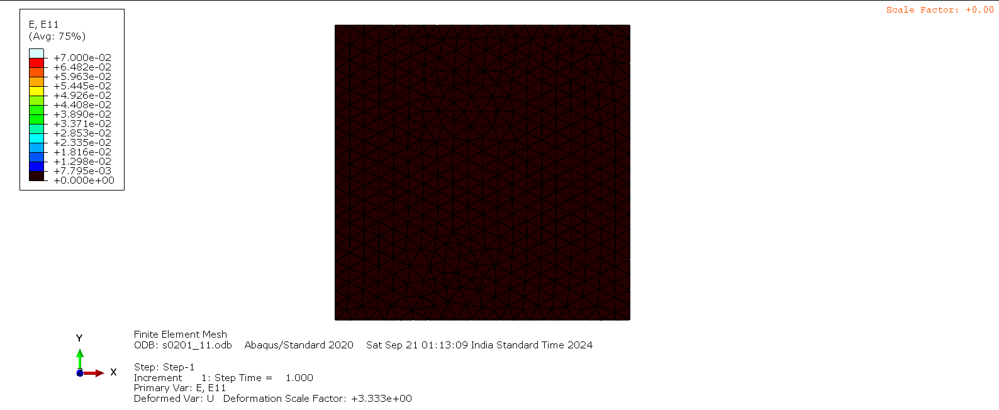 Scale Factor: +0.00
E, E11
(Avg: 75%)
+7.000e-02
+6.482e-02
+5.963e-02
+5.445e-02
+4.926e-02
+4.408e-02
+3.890e-02
+3.371e-02
+2.853e-02
+2.335e-02
+1.816e-02
+1.298e-02
+7.795e-03
+0.000e+00
Finite Element Mesh
ODB: s0201_11.odb Abaqus/Standard 2020 Sat Sep 21 01:13:09 India Standard Time 2024
Y
Z
X
Step: Step-1
Increment 1: Step Time = 1.000
Primary Var: E, E11
Deformed Var: U Deformation Scale Factor: +3.333e+00